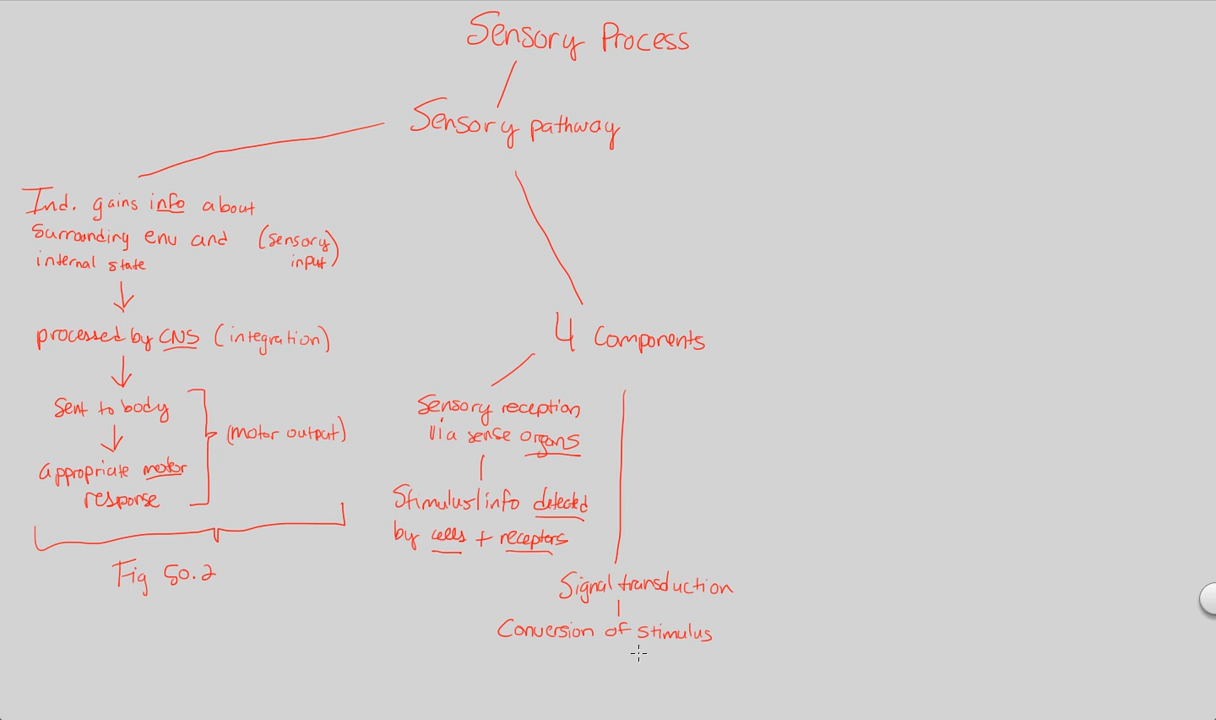 Sensory Process
Sensory pathway
Ind. gains info about
Surrounding env and (sensory input)
internal state
processed by CNS (integration)
Sent to body
(motor output)
appropriate motor
response
Fig 50.2
4 Components
Sensory reception
via sense organs
Stimulus/info detected
by cells + receptors
Signal transduction
Conversion of stimulus